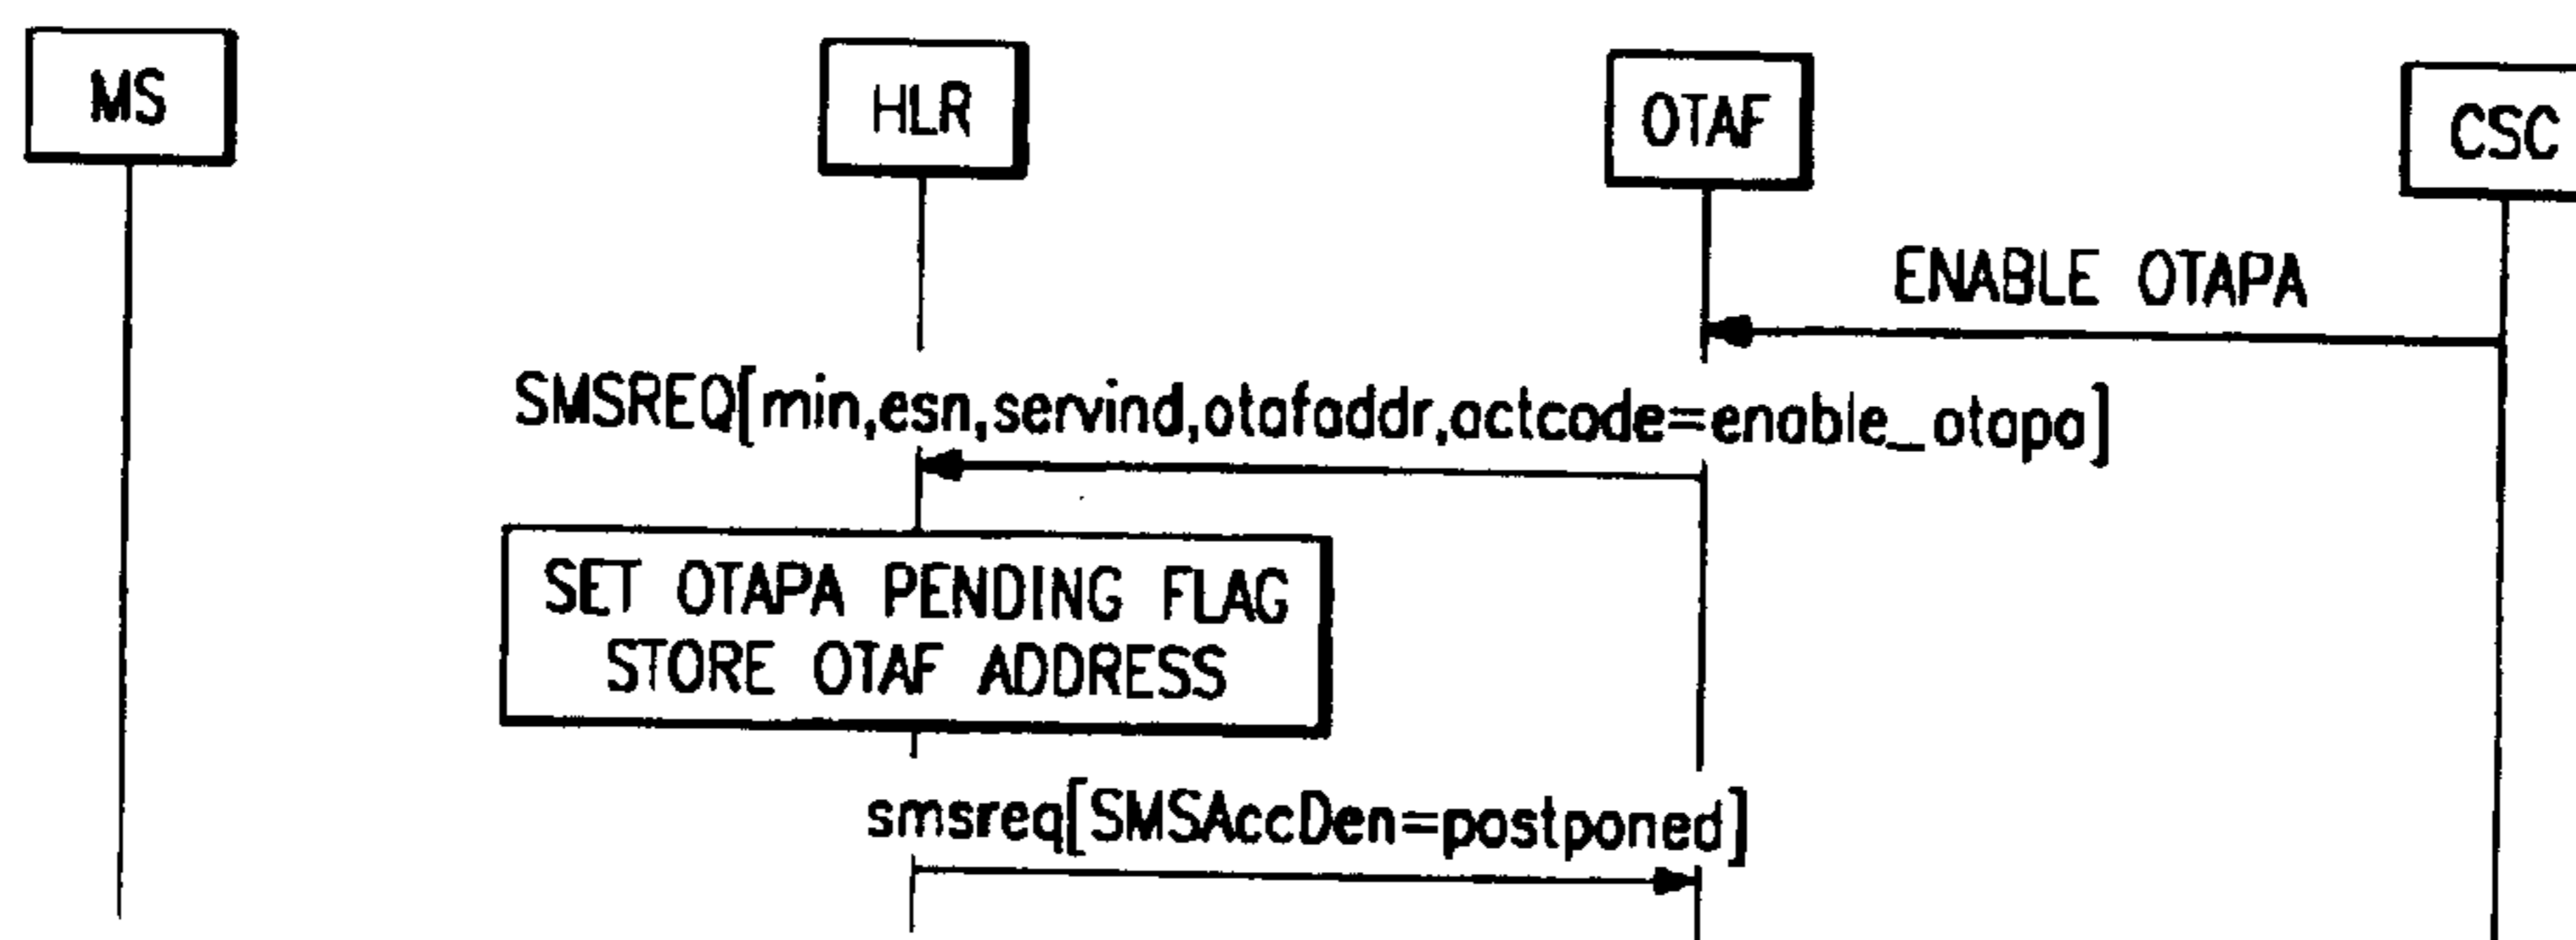 MS
HLR
OTAF
CSC
ENABLE OTAPA
SMSREQ[min,esn,servind,otafaddr,actcode=enable_otapa]
SET OTAPA PENDING FLAG
STORE OTAF ADDRESS
smsreq[SMSAccDen=postponed]